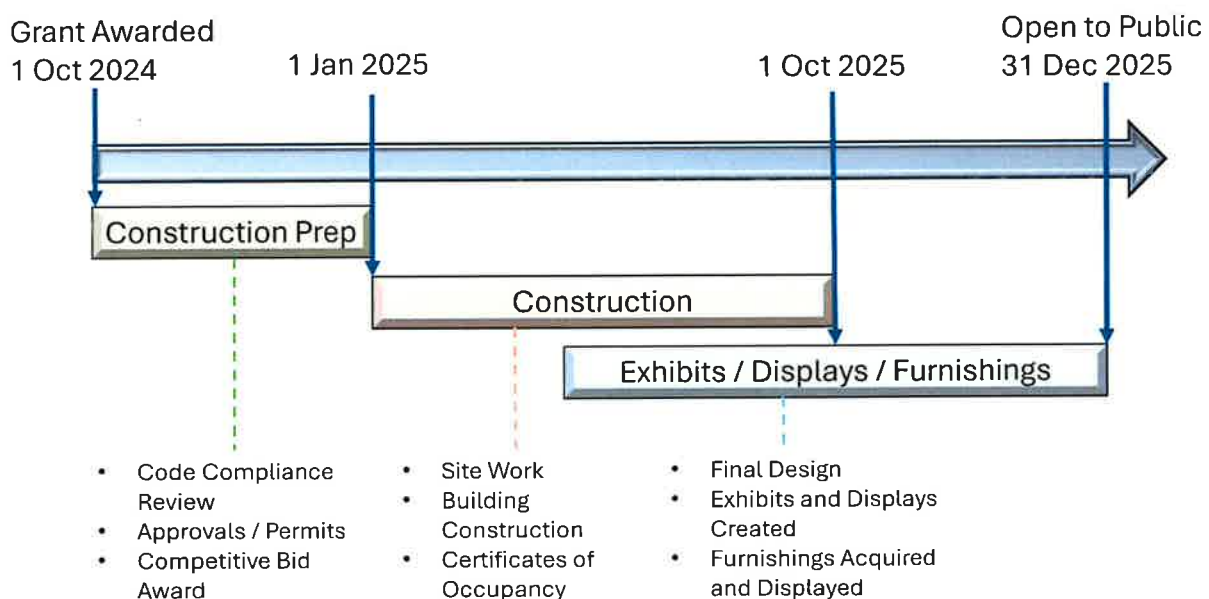 Grant Awarded
1 Oct 2024
1 Jan 2025
1 Oct 2025
Open to Public
31 Dec 2025
Construction Prep
Construction
Exhibits / Displays / Furnishings
• Code Compliance
Review
• Approvals / Permits
• Competitive Bid
Award
• Site Work
• Building
Construction
• Certificates of
Occupancy
• Final Design
• Exhibits and Displays
Created
• Furnishings Acquired
and Displayed